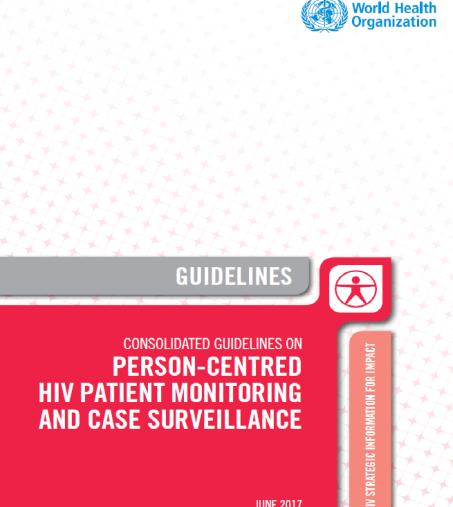 World Health
Organization
GUIDELINES
CONSOLIDATED GUIDELINES ON
PERSON-CENTRED
HIV PATIENT MONITORING
AND CASE SURVEILLANCE
HIV STRATEGIC INFORMATION FOR IMPACT
JUNE 2017